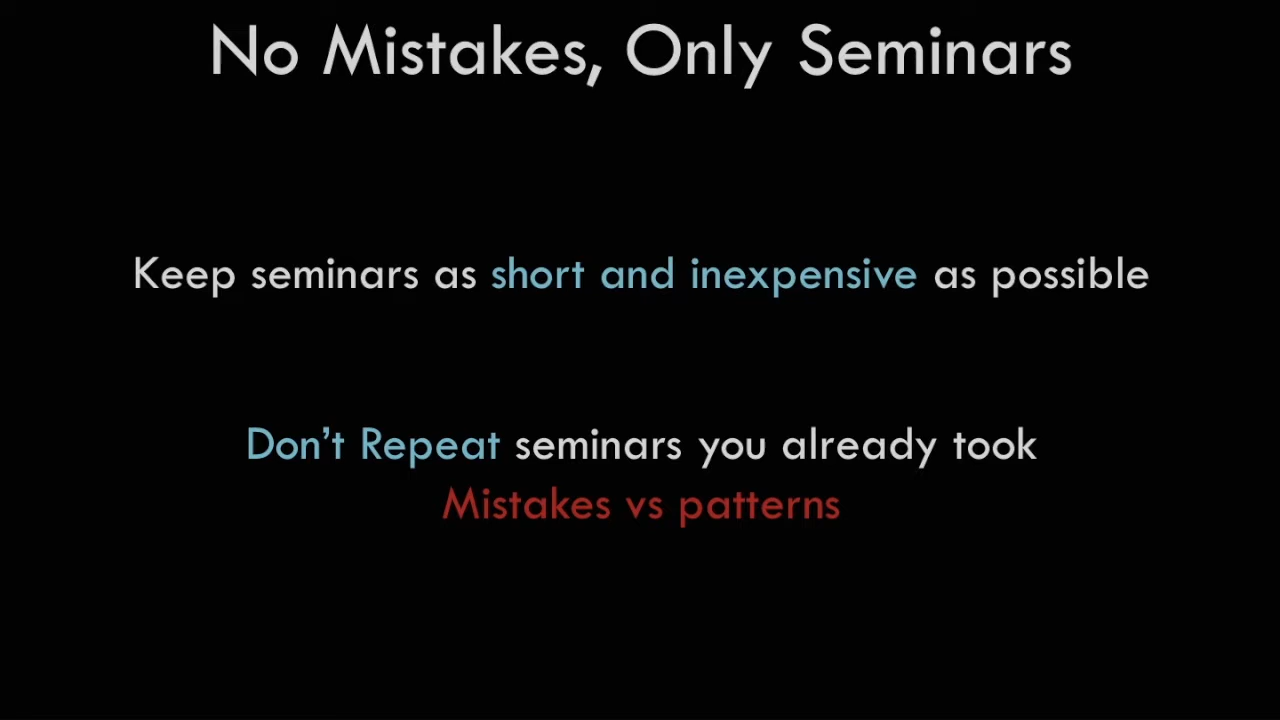 No Mistakes, Only Seminars
Keep seminars as short and inexpensive as possible
Don’t Repeat seminars you already took
Mistakes vs patterns